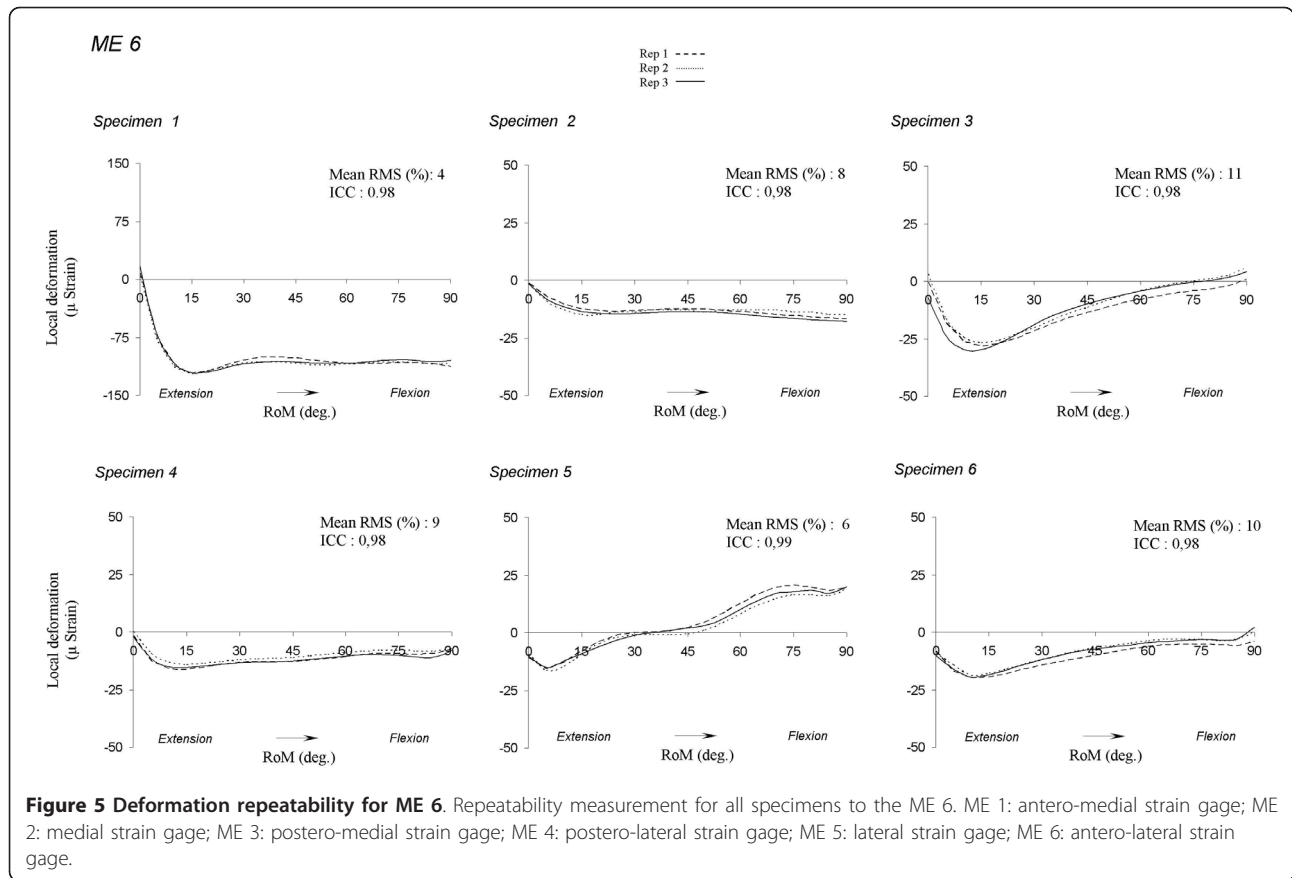 ME 6
Rep 1
Rep 2
Rep 3
Specimen 1
150
75
0
-75
-150
0 15 30 45 60 75 90
Mean RMS (%): 4
ICC : 0.98
Local deformation
(µ Strain)
Extension
Flexion
RoM (deg.)
Specimen 2
50
25
0
-25
-50
0 15 30 45 60 75 90
Mean RMS (%) : 8
ICC : 0,98
Extension
Flexion
RoM (deg.)
Specimen 3
50
25
0
-25
-50
0 15 30 45 60 75 90
Mean RMS (%) : 11
ICC : 0,98
Extension
Flexion
RoM (deg.)
Specimen 4
50
25
0
-25
-50
0 15 30 45 60 75 90
Mean RMS (%) : 9
ICC : 0,98
Local deformation
(µ Strain)
Extension
Flexion
RoM (deg.)
Specimen 5
50
25
0
-25
-50
0 15 30 45 60 75 90
Mean RMS (%) : 6
ICC : 0,99
Extension
Flexion
RoM (deg.)
Specimen 6
50
25
0
-25
-50
0 15 30 45 60 75 90
Mean RMS (%) : 10
ICC : 0,98
Extension
Flexion
RoM (deg.)
Figure 5 Deformation repeatability for ME 6. Repeatability measurement for all specimens to the ME 6. ME 1: antero-medial strain gage; ME
2: medial strain gage; ME 3: postero-medial strain gage; ME 4: postero-lateral strain gage; ME 5: lateral strain gage; ME 6: antero-lateral strain
gage.